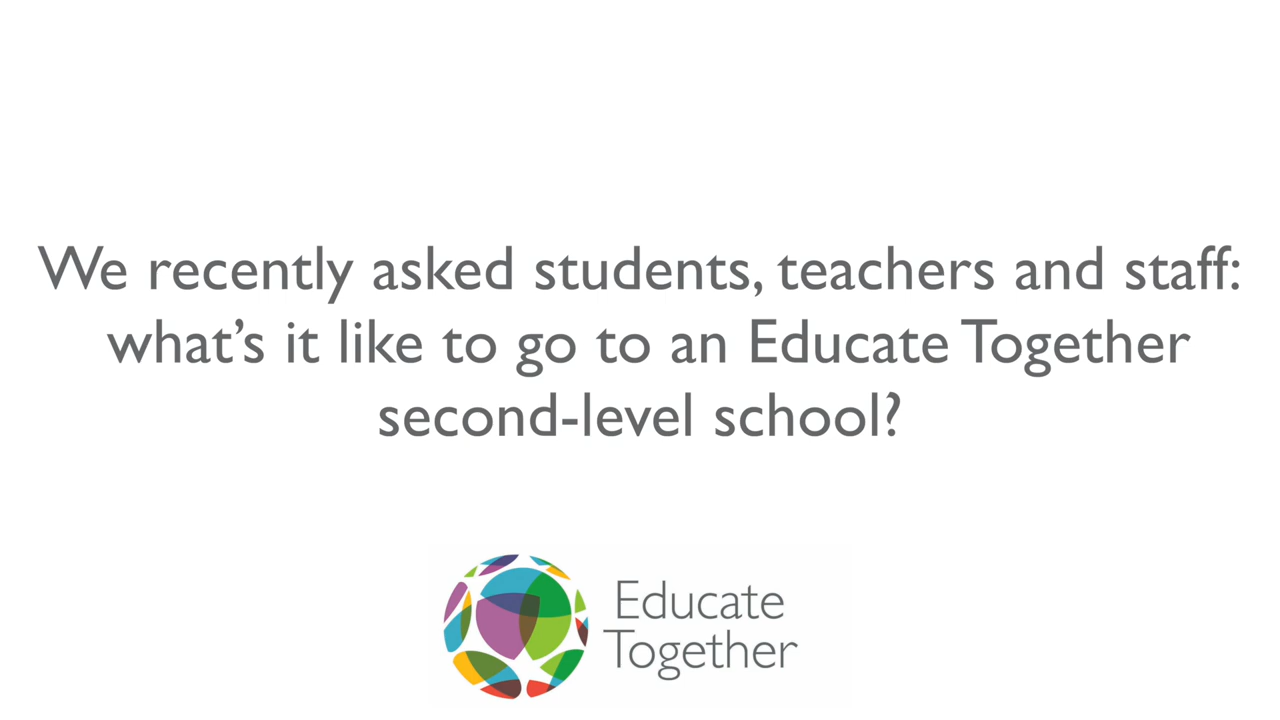 We recently asked students, teachers and staff:
what’s it like to go to an Educate Together
second-level school?
Educate
Together